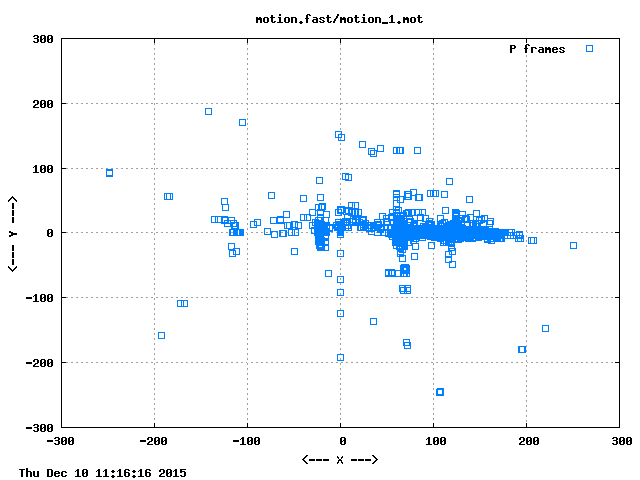 motion.fast/motion_1.mot
P frames
300
200
100
0
-100
-200
-300
<--- Y --->
-300 -200 -100 0 100 200 300
<--- X --->
Thu Dec 10 11:16:16 2015